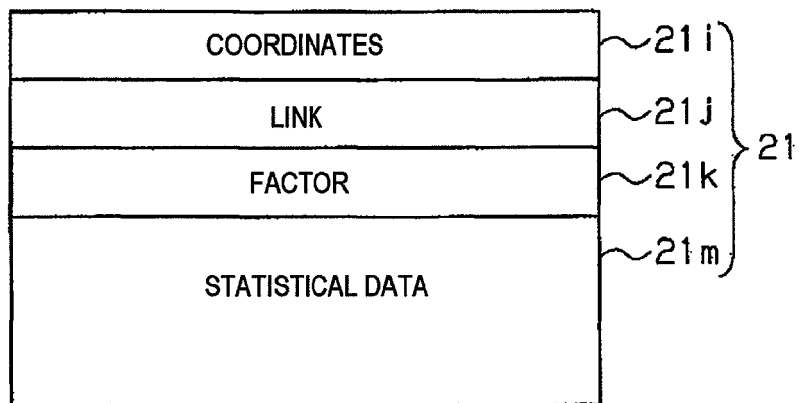 COORDINATES 21i
LINK 21j
21
FACTOR 21k
STATISTICAL DATA 21m